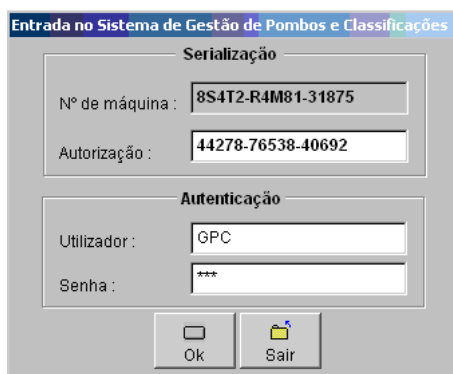 Entrada no Sistema de Gestão de Pombos e Classificações
Serialização
Nº de máquina : 8S4T2-R4M81-31875
Autorização : 44278-76538-40692
Autenticação
Utilizador : GPC
Senha : ***
Ok Sair